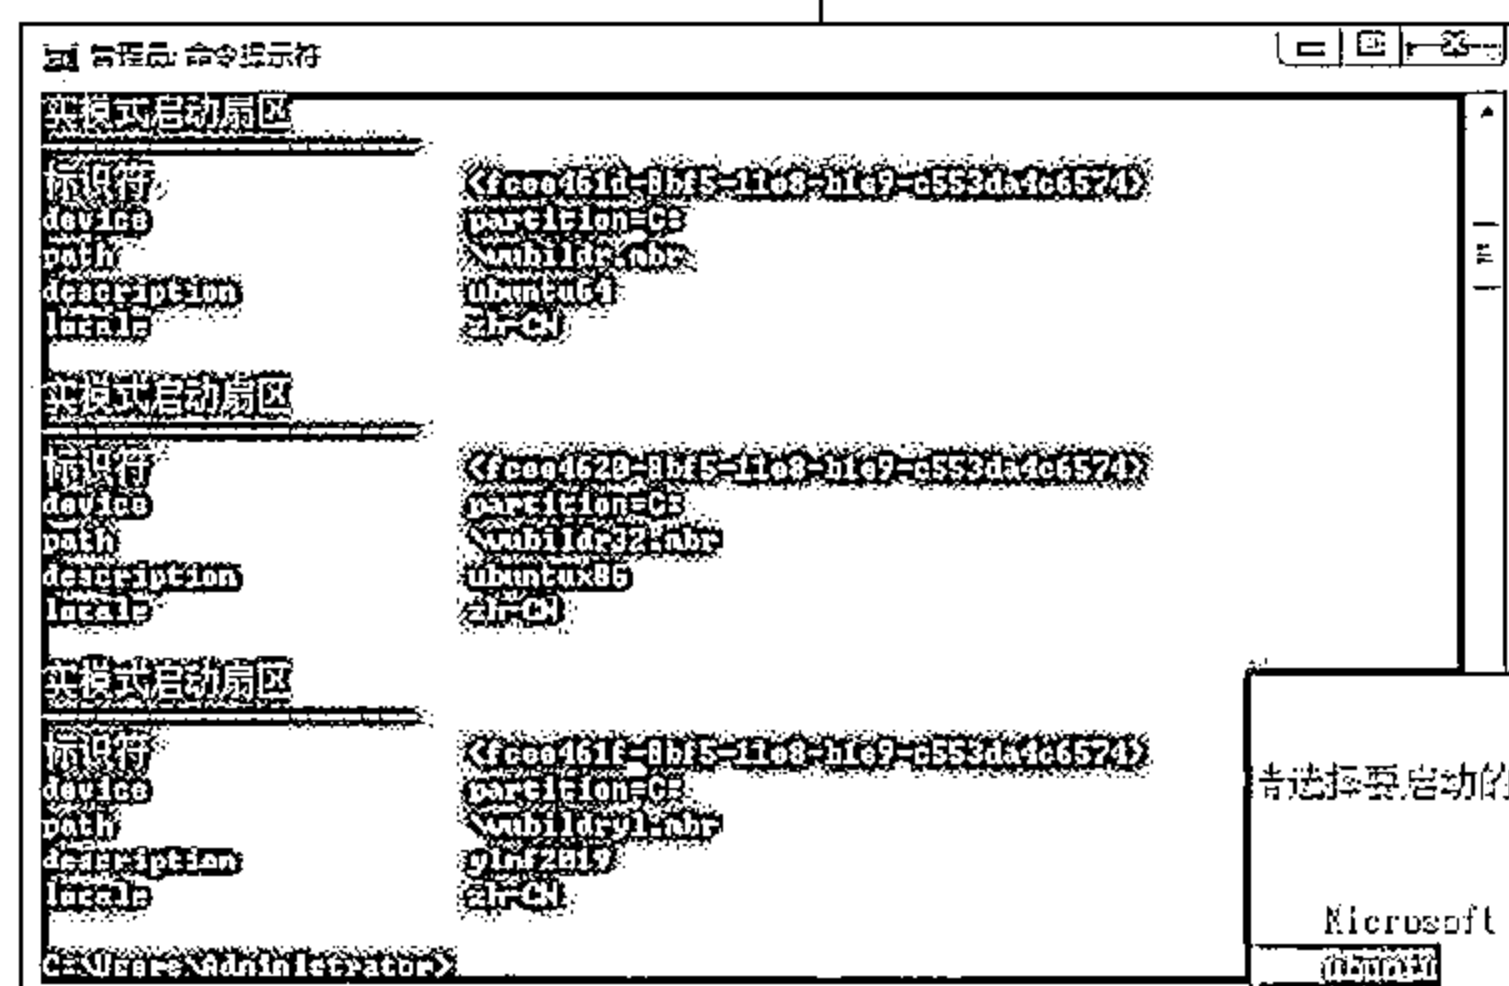 管理员: 命令提示符
实模式启动扇区
标识符 {fcee461d-8bf5-11e8-b1e9-c553da4c6574}
device partition=C:
path \wubildr.mbr
description ubuntu64
locale zh-CN
实模式启动扇区
标识符 {fcee4620-8bf5-11e8-b1e9-c553da4c6574}
device partition=C:
path \wubildr32.mbr
description ubuntux86
locale zh-CN
实模式启动扇区
标识符 {fcee461f-8bf5-11e8-b1e9-c553da4c6574}
device partition=C:
path \wubildryl.mbr
description ylmf2019
locale zh-CN
C:\Users\Administrator>
请选择要启动的
Microsoft
ubuntu